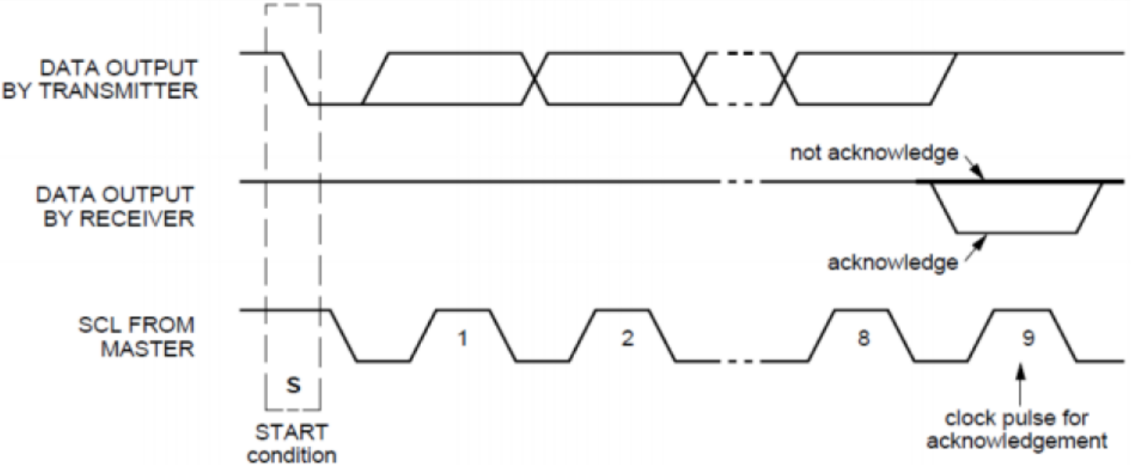 DATA OUTPUT
BY TRANSMITTER
not acknowledge
DATA OUTPUT
BY RECEIVER
acknowledge
SCL FROM
MASTER
1
2
8
9
S
START
condition
clock pulse for
acknowledgement